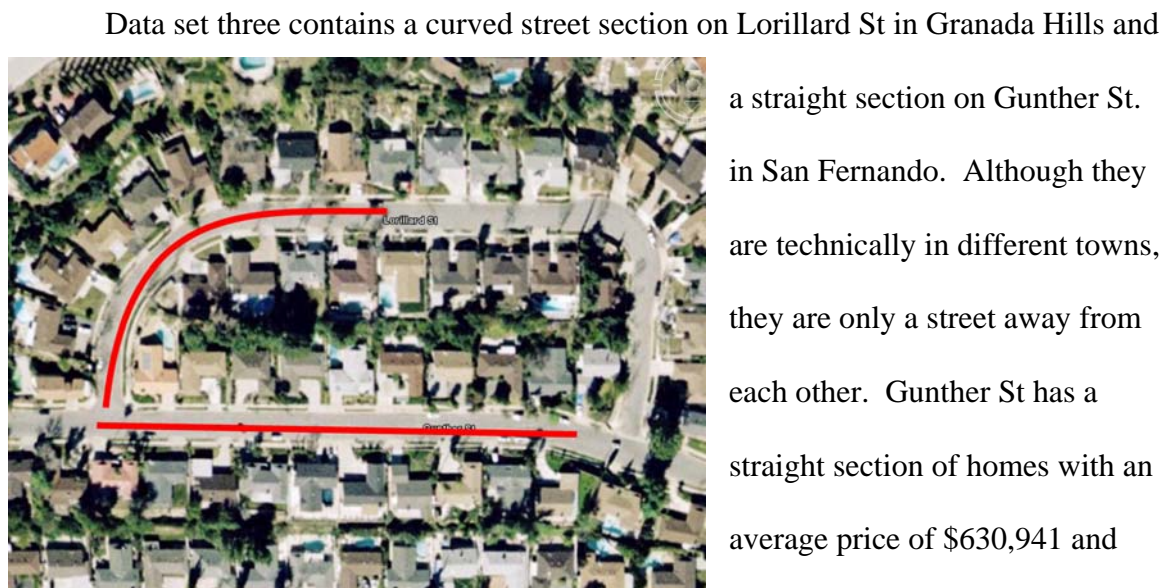 Data set three contains a curved street section on Lorillard St in Granada Hills and
a straight section on Gunther St.
in San Fernando. Although they
are technically in different towns,
they are only a street away from
each other. Gunther St has a
straight section of homes with an
average price of $630,941 and
Lorillard St
Gunther St